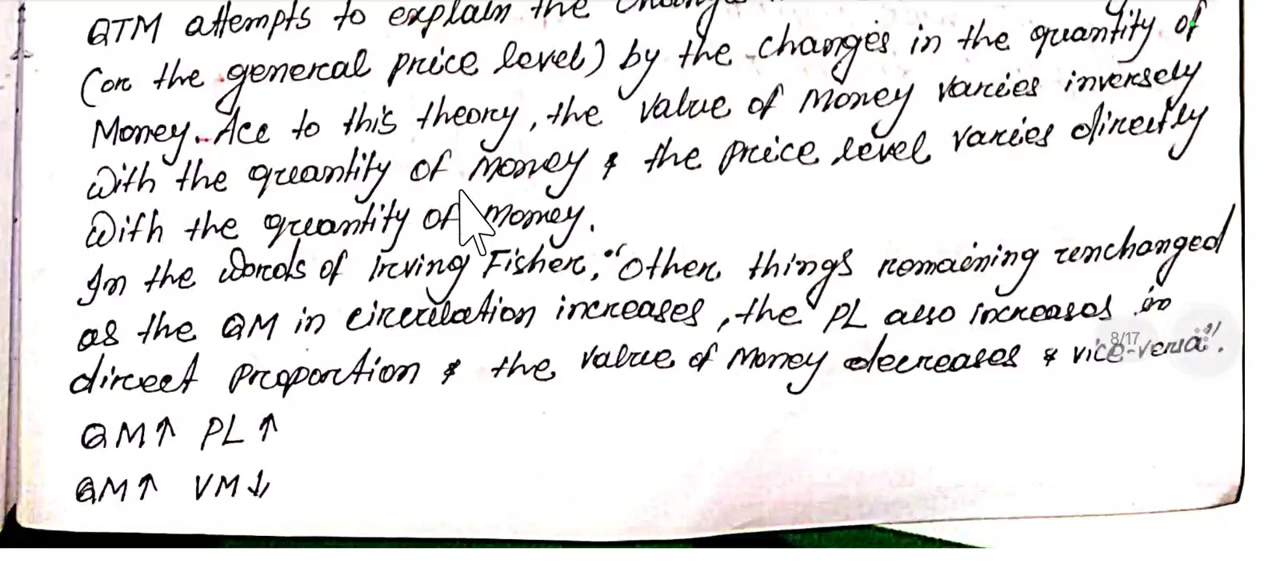 QTM attempts to explain the
(or the general price level) by the changes in the quantity of
Money. Acc to this theory, the value of Money varies inversely
With the quantity of Money & the price level varies directly
With the quantity of Money.
In the words of Irving Fisher, "Other things remaining unchanged
as the QM in circulation increases, the PL also increases in
direct proportion & the value of Money decreases & vice-versa".
8/17
QM↑ PL↑
QM↑ VM↓